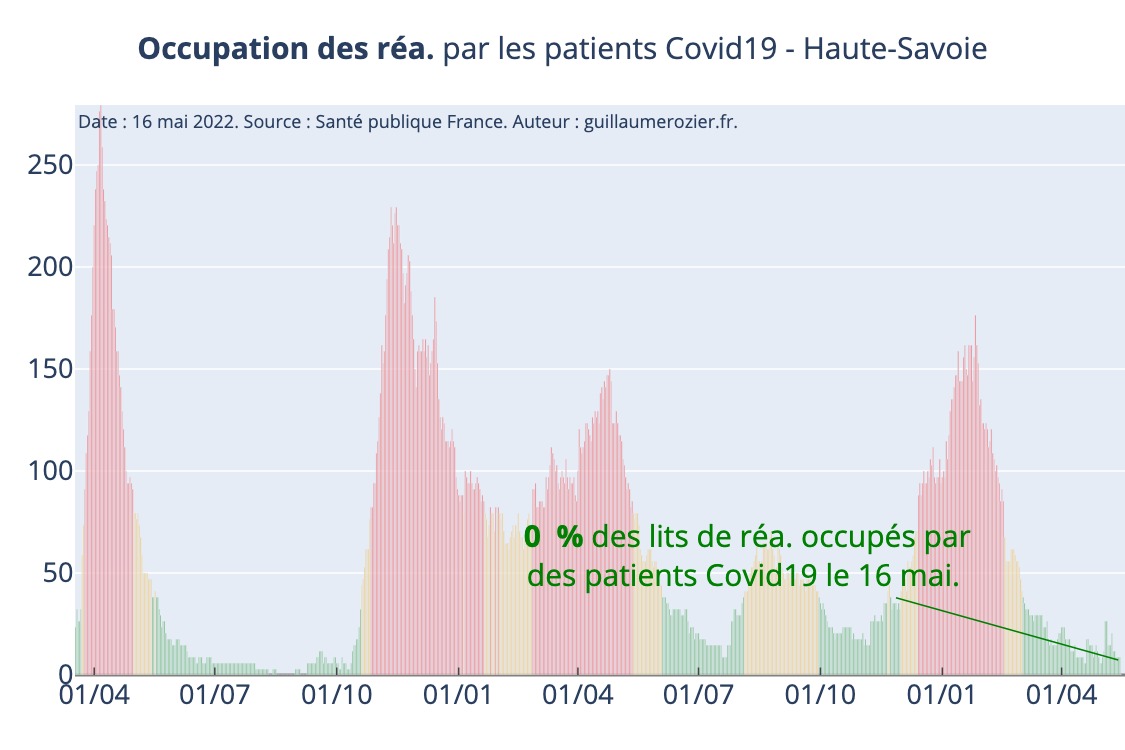 Occupation des réa. par les patients Covid19 - Haute-Savoie
Date : 16 mai 2022. Source : Santé publique France. Auteur : guillaumerozier.fr.
250
200
150
100
50
0
0 % des lits de réa. occupés par
des patients Covid19 le 16 mai.
01/04 01/07 01/10 01/01 01/04 01/07 01/10 01/01 01/04